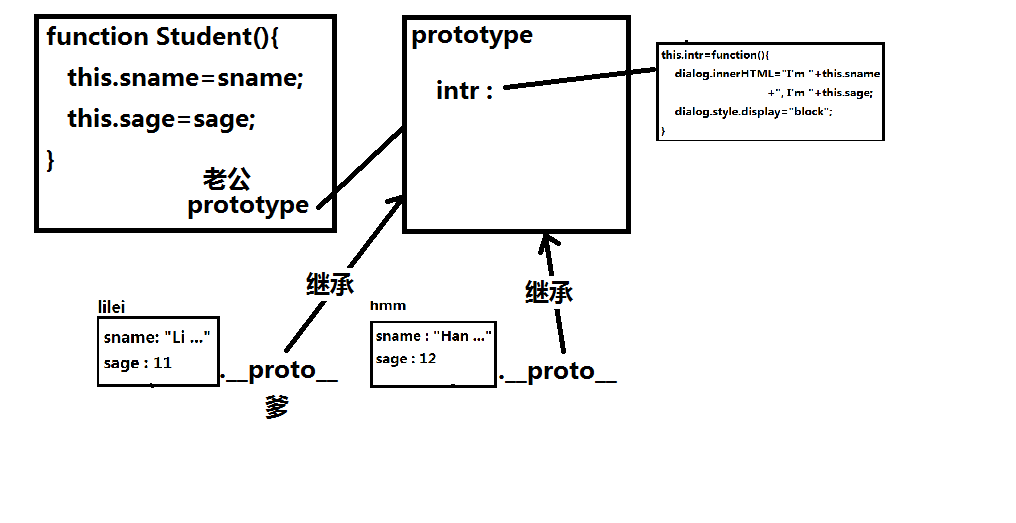 function Student(){
this.sname=sname;
this.sage=sage;
}
老公
prototype
prototype
intr :
this.intr=function(){
dialog.innerHTML="I'm "+this.sname
+", I'm "+this.sage;
dialog.style.display="block";
}
继承
继承
lilei
sname: "Li ..."
sage : 11
.__proto__
爹
hmm
sname : "Han ..."
sage : 12
.__proto__